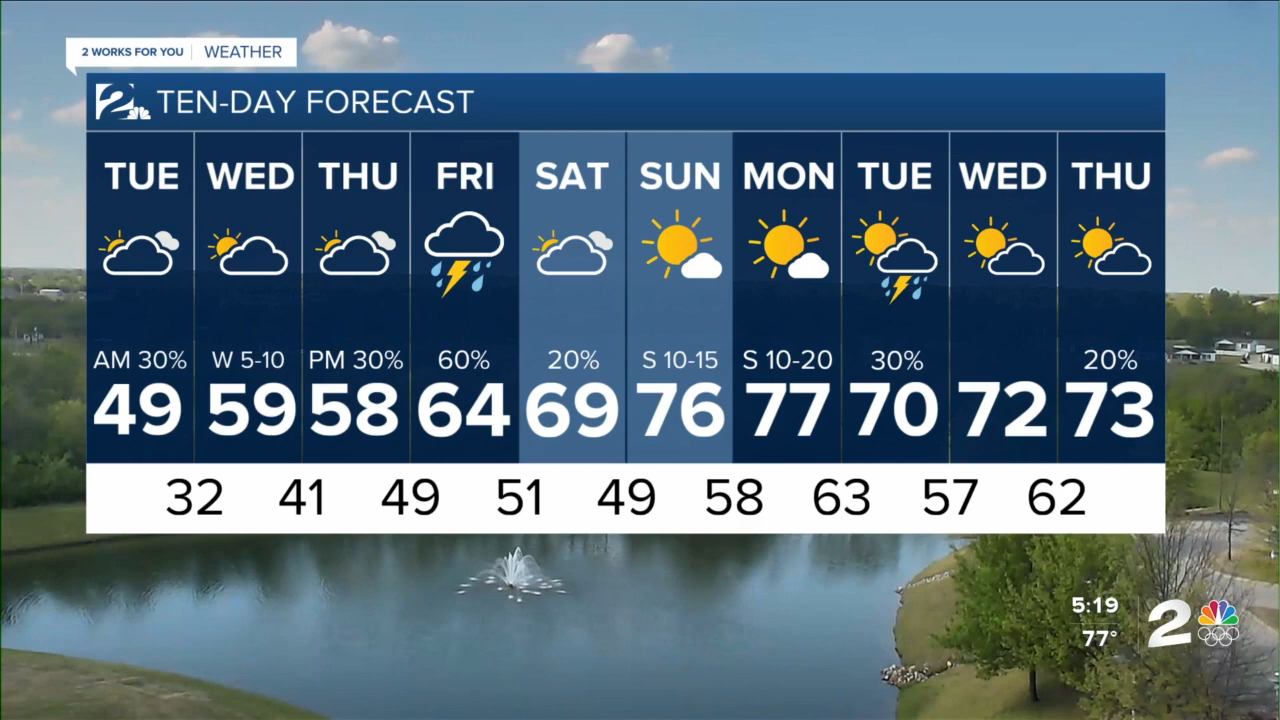 2 WORKS FOR YOU | WEATHER
2 TEN-DAY FORECAST
TUE WED THU FRI SAT SUN MON TUE WED THU
AM 30% W 5-10 PM 30% 60% 20% S 10-15 S 10-20 30% 20%
49 59 58 64 69 76 77 70 72 73
32 41 49 51 49 58 63 57 62
5:19
77°
2